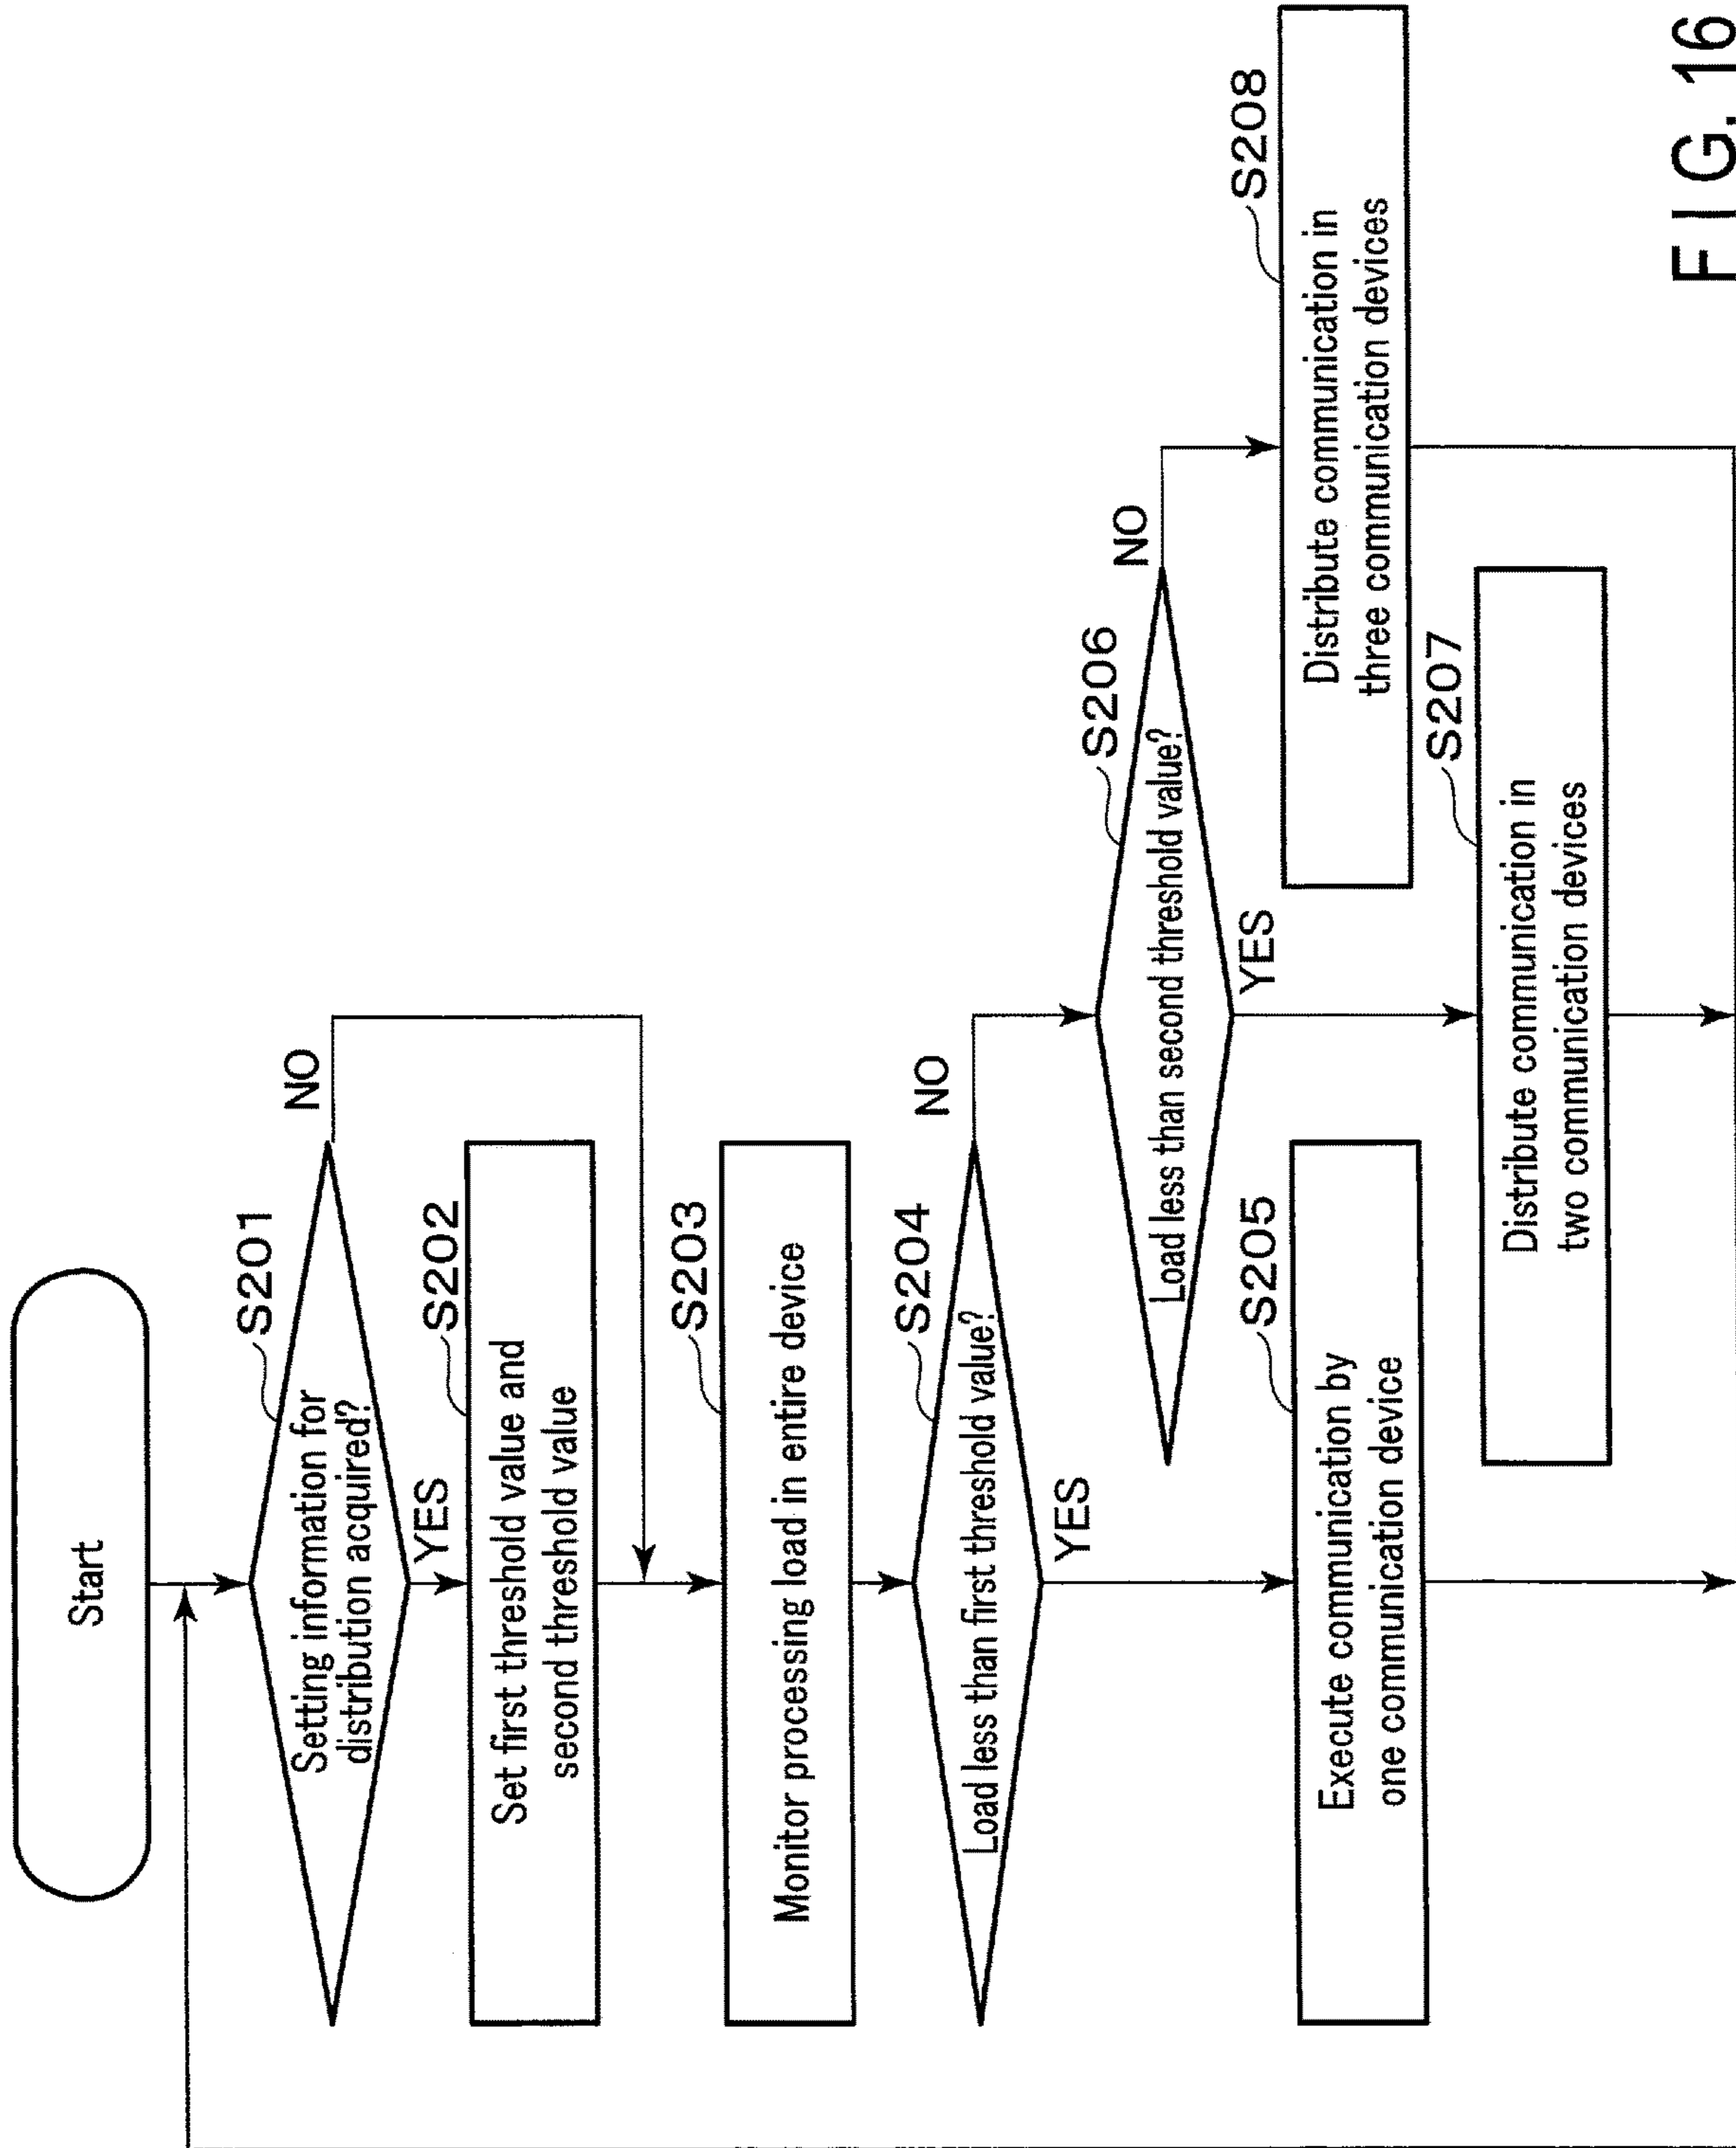 Start
S201
Setting information for
distribution acquired?
NO
YES
S202
Set first threshold value and
second threshold value
S203
Monitor processing load in entire device
S204
Load less than first threshold value?
NO
YES
S205
Execute communication by
one communication device
S206
Load less than second threshold value?
NO
YES
S207
Distribute communication in
two communication devices
S208
Distribute communication in
three communication devices
FIG. 16